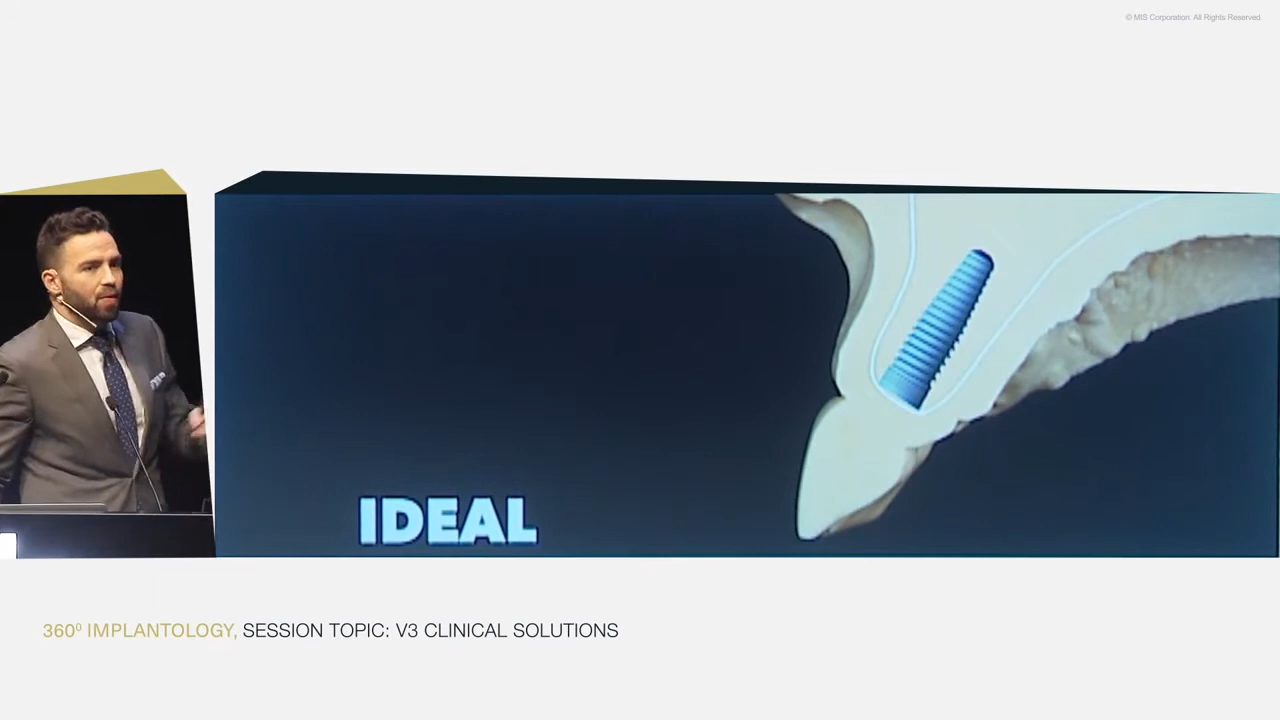 © MIS Corporation. All Rights Reserved.
IDEAL
360⁰ IMPLANTOLOGY, SESSION TOPIC: V3 CLINICAL SOLUTIONS